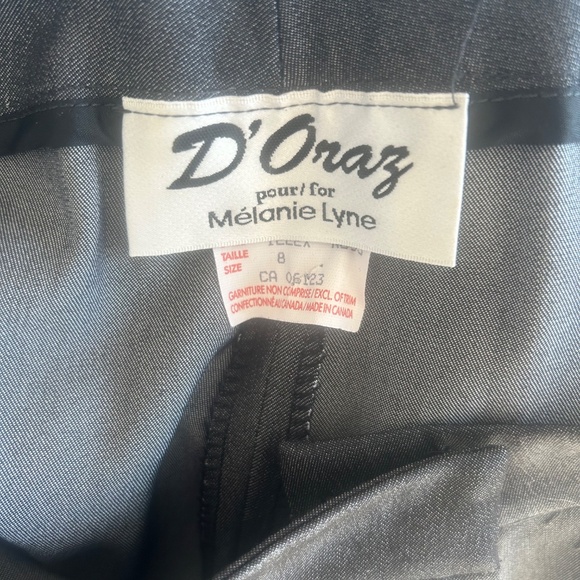 D'Oraz
pour/for
Mélanie Lyne
TAILLE
SIZE 8
CA 06123
GARNITURE NON COMPRISE/EXCL. OF TRIM
CONFECTIONNÉ AU CANADA/MADE IN CANADA